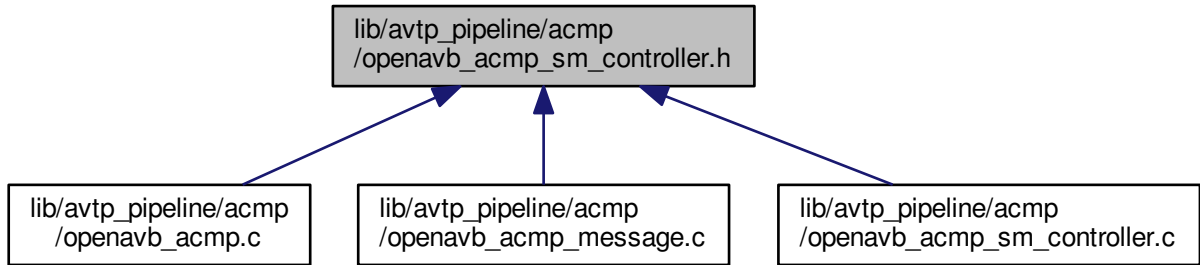 lib/avtp_pipeline/acmp
/openavb_acmp_sm_controller.h
lib/avtp_pipeline/acmp
/openavb_acmp.c
lib/avtp_pipeline/acmp
/openavb_acmp_message.c
lib/avtp_pipeline/acmp
/openavb_acmp_sm_controller.c